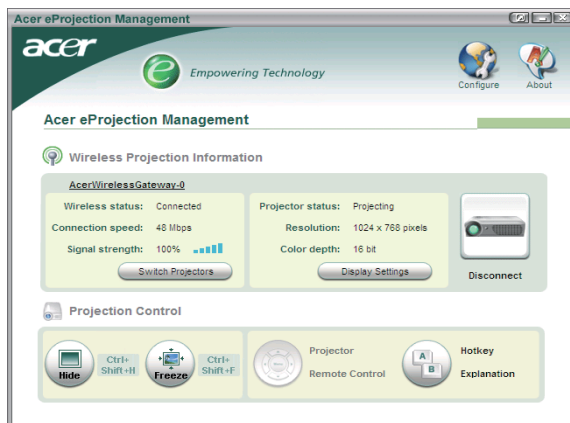 Acer eProjection Management
acer
e
Empowering Technology
Configure
About
Acer eProjection Management
Wireless Projection Information
AcerWirelessGateway-0
Wireless status: Connected
Connection speed: 48 Mbps
Signal strength: 100%
Switch Projectors
Projector status: Projecting
Resolution: 1024 x 768 pixels
Color depth: 16 bit
Display Settings
Disconnect
Projection Control
Hide
Ctrl+
Shift+H
Freeze
Ctrl+
Shift+F
Menu
Projector
Remote Control
A
B
Hotkey
Explanation